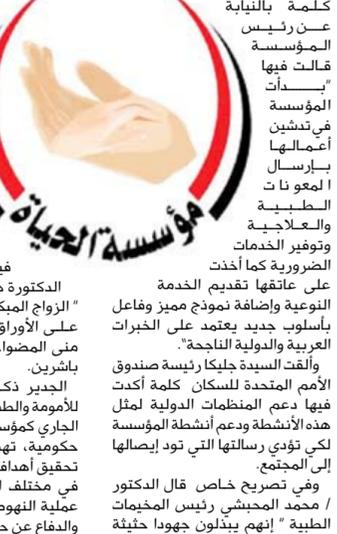 كلمة بالنيابة
عن رئيس
المؤسسة
قالت فيها
"بدأت
المؤسسة
في تدشين
أعمالها
بإرسال
المعونات
الطبية
والعلاجية
وتوفير الخدمات
الضرورية كما أخذت
على عاتقها تقديم الخدمة
النوعية وإضافة نموذج مميز وفاعل
بأسلوب جديد يعتمد على الخبرات
العربية والدولية الناجحة".
وألقت السيدة جليكا رئيسة صندوق
الأمم المتحدة للسكان كلمة أكدت
فيها دعم المنظمات الدولية لمثل
هذه الأنشطة ودعم أنشطة المؤسسة
لكي تؤدي رسالتها التي تود إيصالها
إلى المجتمع.
وفي تصريح خاص قال الدكتور
/ محمد المحبشي رئيس المخيمات
الطبية " إنهم يبذلون جهودا حثيثة
مؤسسة الحياة
الدكتورة
" الزواج المبك
على الأوراق
منى المضوا
باشرين.
الجدير ذكـ
للأمومة والط
الجاري كمؤس
حكومية، ته
تحقيق أهداف
في مختلف ا
عملية النهوض
والدفاع عن ح